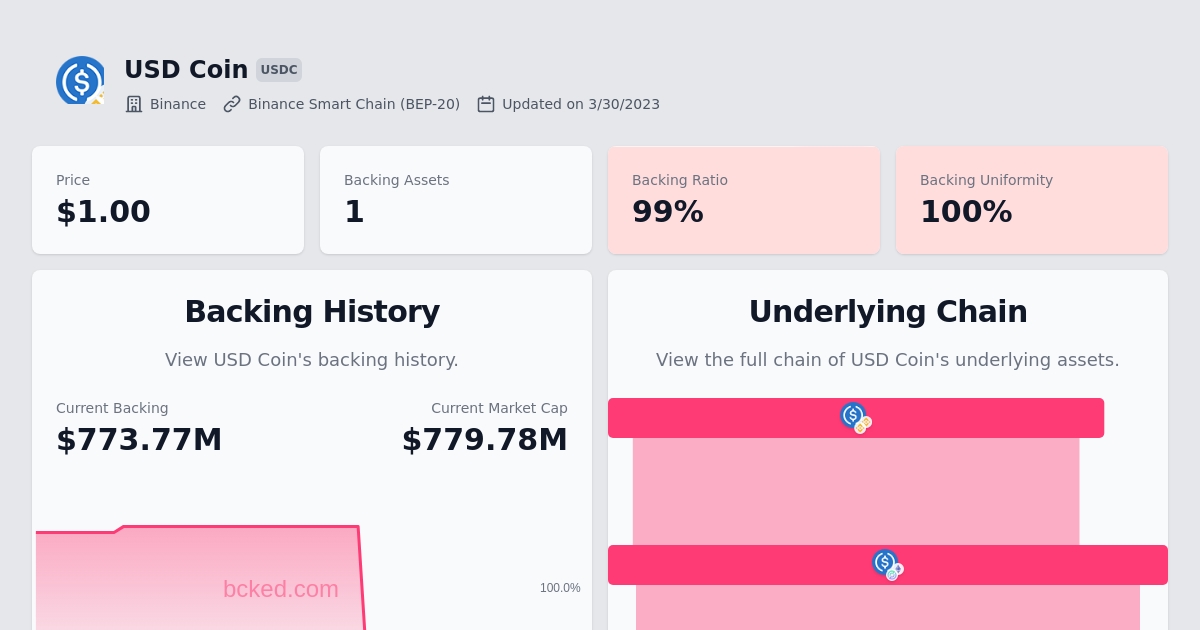 USD Coin USDC
Binance Binance Smart Chain (BEP-20) Updated on 3/30/2023
Price
$1.00
Backing Assets
1
Backing Ratio
99%
Backing Uniformity
100%
Backing History
View USD Coin's backing history.
Current Backing
$773.77M
Current Market Cap
$779.78M
bcked.com
100.0%
Underlying Chain
View the full chain of USD Coin's underlying assets.